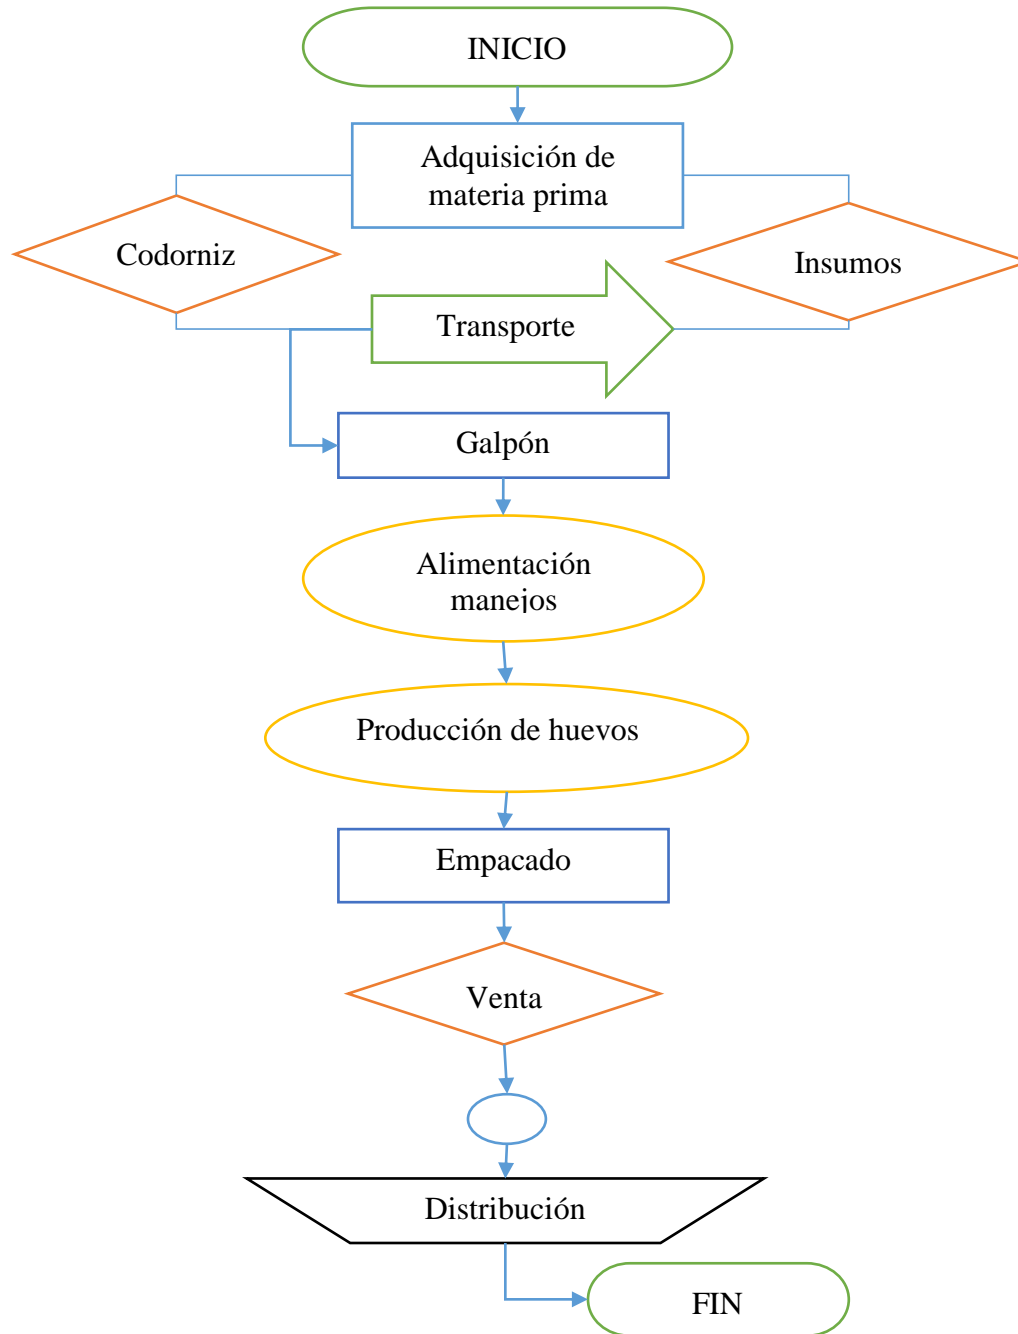 INICIO
Adquisición de
materia prima
Codorniz
Insumos
Transporte
Galpón
Alimentación
manejos
Producción de huevos
Empacado
Venta
Distribución
FIN